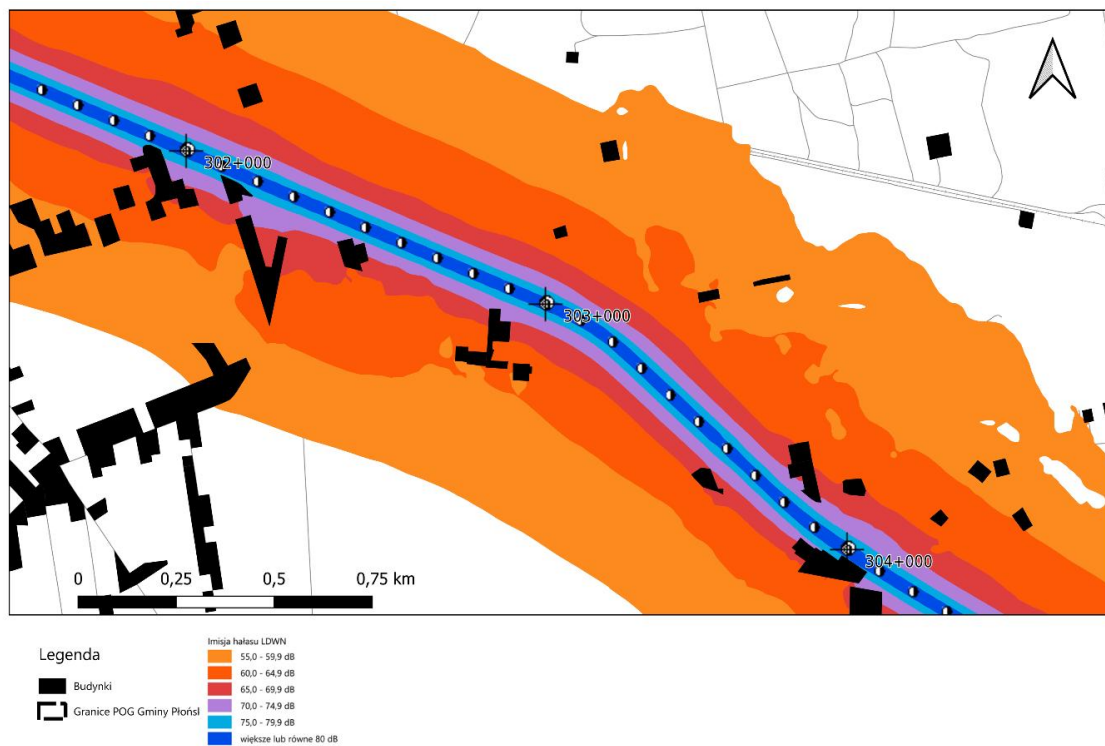 302+000
303+000
304+000
0 0,25 0,5 0,75 km
Legenda
Budynki
Granice POG Gminy Płońsk
Imisja hałasu LDWN
55,0 - 59,9 dB
60,0 - 64,9 dB
65,0 - 69,9 dB
70,0 - 74,9 dB
75,0 - 79,9 dB
większe lub równe 80 dB